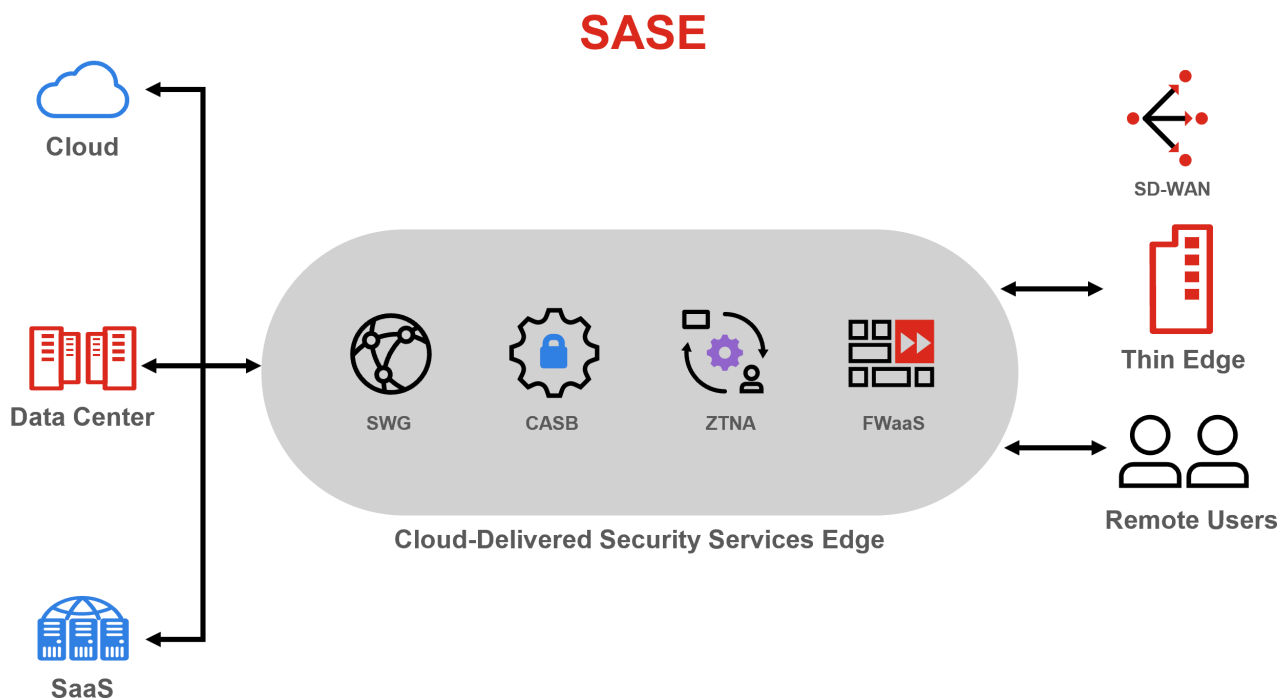 SASE
Cloud
SD-WAN
Thin Edge
Data Center
SWG
CASB
ZTNA
FWaaS
Remote Users
Cloud-Delivered Security Services Edge
SaaS